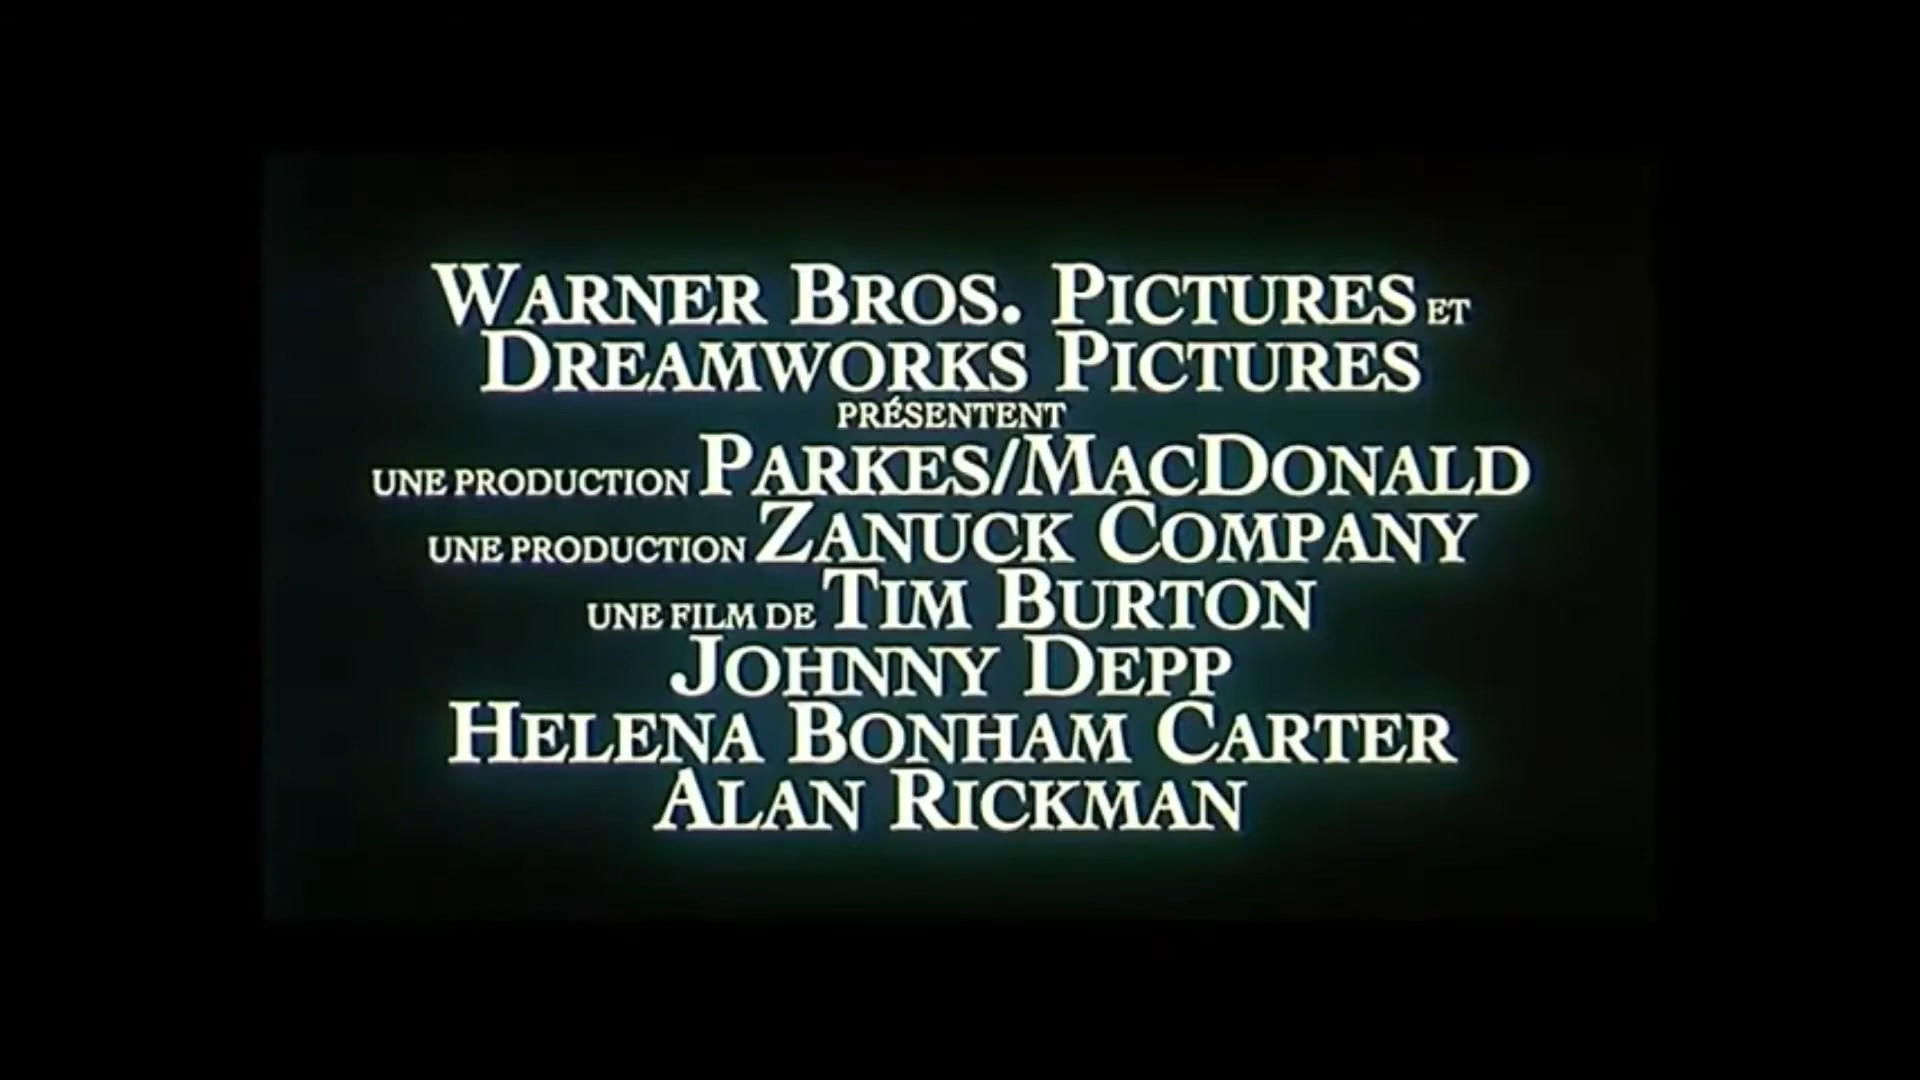 WARNER BROS. PICTURES ET
DREAMWORKS PICTURES
PRÉSENTENT
UNE PRODUCTION PARKES/MACDONALD
UNE PRODUCTION ZANUCK COMPANY
UNE FILM DE TIM BURTON
JOHNNY DEPP
HELENA BONHAM CARTER
ALAN RICKMAN